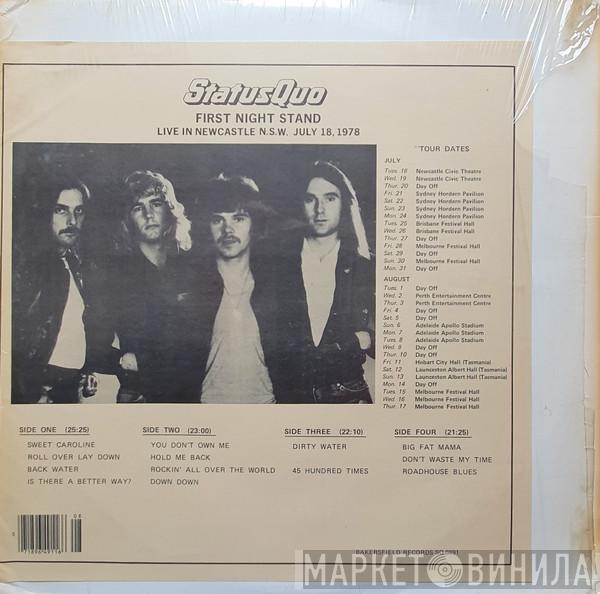 StatusQuo
FIRST NIGHT STAND
LIVE IN NEWCASTLE N.S.W. JULY 18, 1978
"TOUR DATES
JULY
Tues. 18 Newcastle Civic Theatre
Wed. 19 Newcastle Civic Theatre
Thur. 20 Day Off
Fri. 21 Sydney Hordern Pavilion
Sat. 22 Sydney Hordern Pavilion
Sun. 23 Sydney Hordern Pavilion
Mon. 24 Sydney Hordern Pavilion
Tues. 25 Brisbane Festival Hall
Wed. 26 Brisbane Festival Hall
Thur. 27 Day Off
Fri. 28 Melbourne Festival Hall
Sat. 29 Day Off
Sun. 30 Melbourne Festival Hall
Mon. 31 Day Off
AUGUST
Tues. 1 Day Off
Wed. 2 Perth Entertainment Centre
Thur. 3 Perth Entertainment Centre
Fri. 4 Day Off
Sat. 5 Day Off
Sun. 6 Adelaide Apollo Stadium
Mon. 7 Adelaide Apollo Stadium
Tues. 8 Adelaide Apollo Stadium
Wed. 9 Day Off
Thur. 10 Day Off
Fri. 11 Hobart City Hall (Tasmania)
Sat. 12 Launceston Albert Hall (Tasmania)
Sun. 13 Launceston Albert Hall (Tasmania)
Mon. 14 Day Off
Tues. 15 Melbourne Festival Hall
Wed. 16 Melbourne Festival Hall
Thur. 17 Melbourne Festival Hall
SIDE ONE (25:25)
SWEET CAROLINE
ROLL OVER LAY DOWN
BACK WATER
IS THERE A BETTER WAY?
SIDE TWO (23:00)
YOU DON'T OWN ME
HOLD ME BACK
ROCKIN' ALL OVER THE WORLD
DOWN DOWN
SIDE THREE (22:10)
DIRTY WATER
45 HUNDRED TIMES
SIDE FOUR (21:25)
BIG FAT MAMA
DON'T WASTE MY TIME
ROADHOUSE BLUES
06
0
71896 49116
BAKERSFIELD RECORDS
МАРКЕТ ВИНИЛА